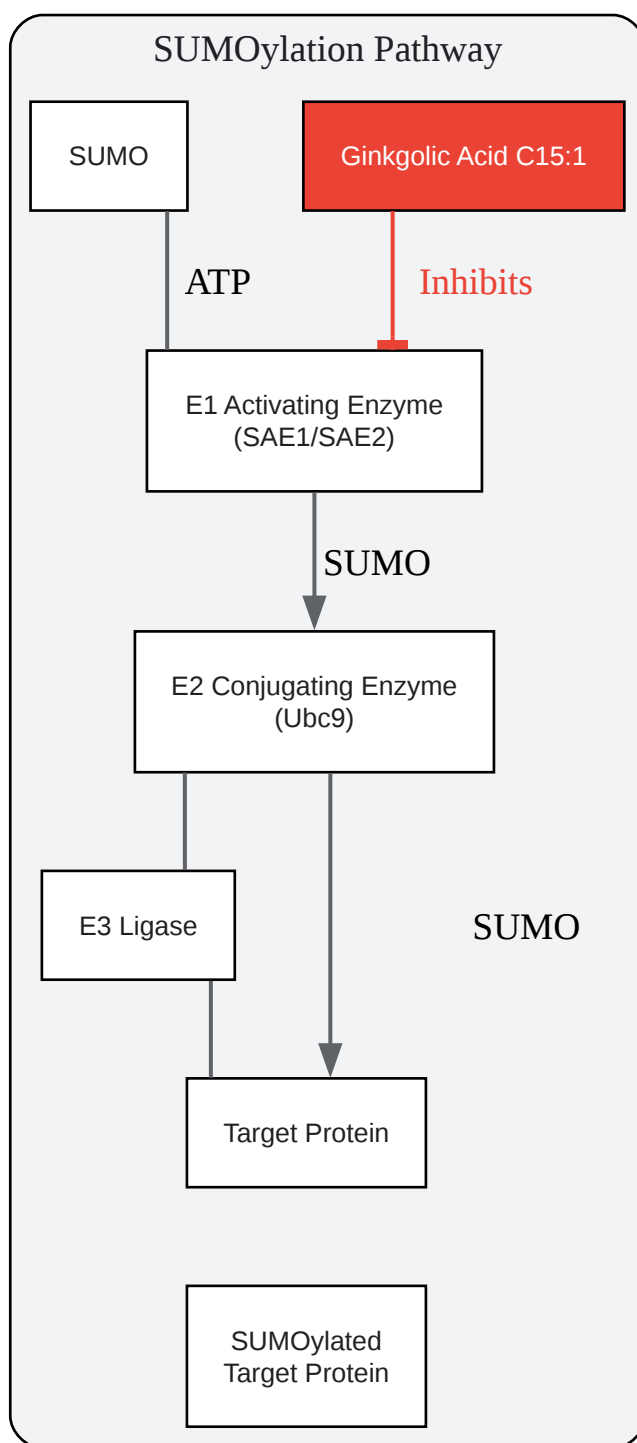 SUMOylation Pathway
SUMO
Ginkgolic Acid C15:1
ATP
Inhibits
E1 Activating Enzyme
(SAE1/SAE2)
SUMO
E2 Conjugating Enzyme
(Ubc9)
E3 Ligase
SUMO
Target Protein
SUMOylated
Target Protein